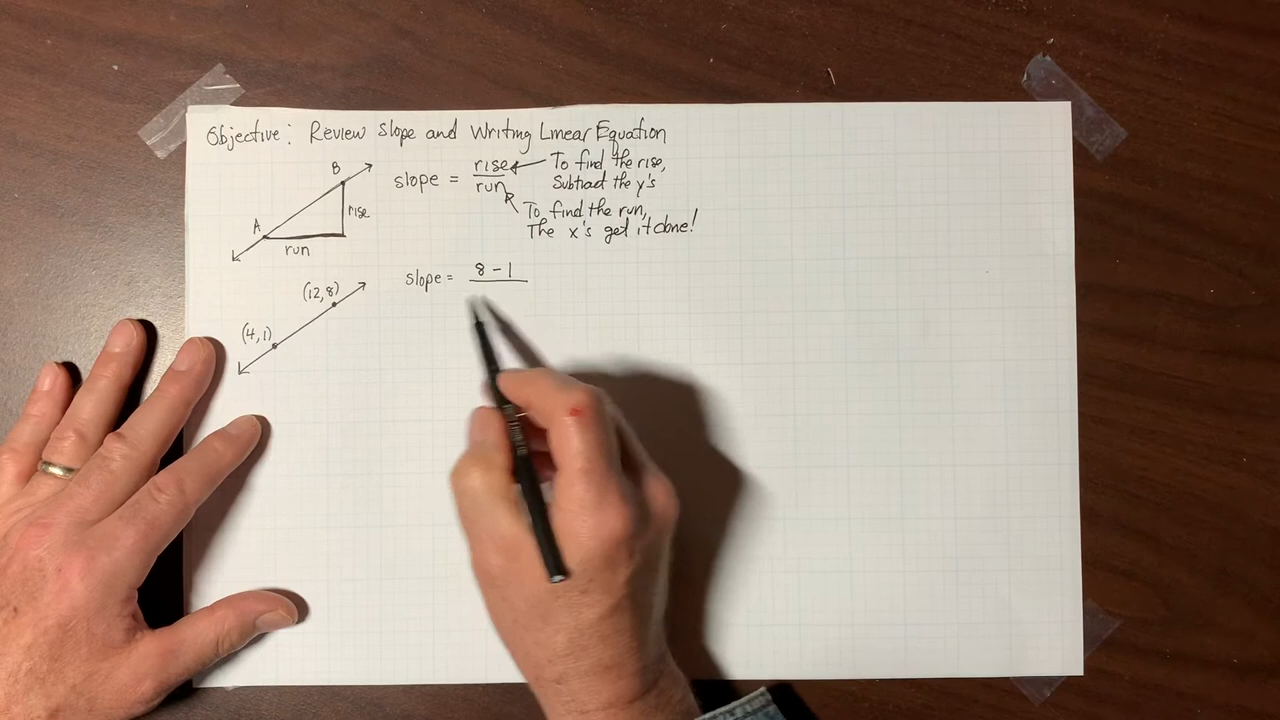 Objective: Review Slope and Writing Linear Equation
B
A
rise
run
slope = rise
run
To find the rise,
Subtract the y's
To find the run,
The x's get it done!
(12,8)
(4,1)
slope = 8 - 1